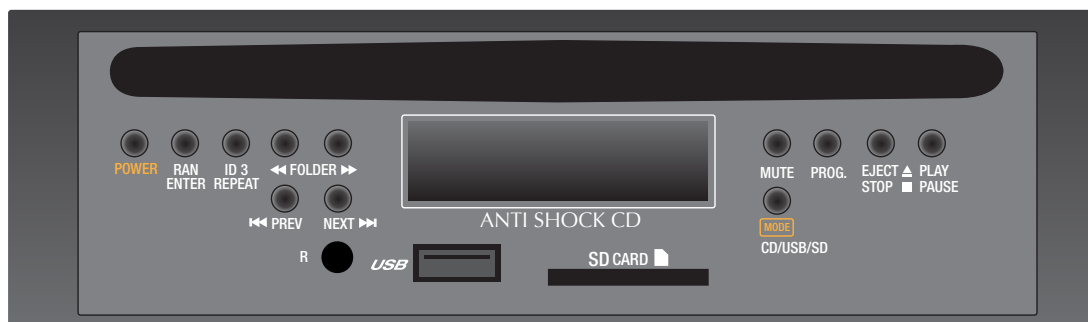 POWER
RAN
ENTER
ID 3
REPEAT
FOLDER
PREV
NEXT
R
USB
ANTI SHOCK CD
SD CARD
MUTE
PROG.
EJECT
STOP
PLAY
PAUSE
MODE
CD/USB/SD